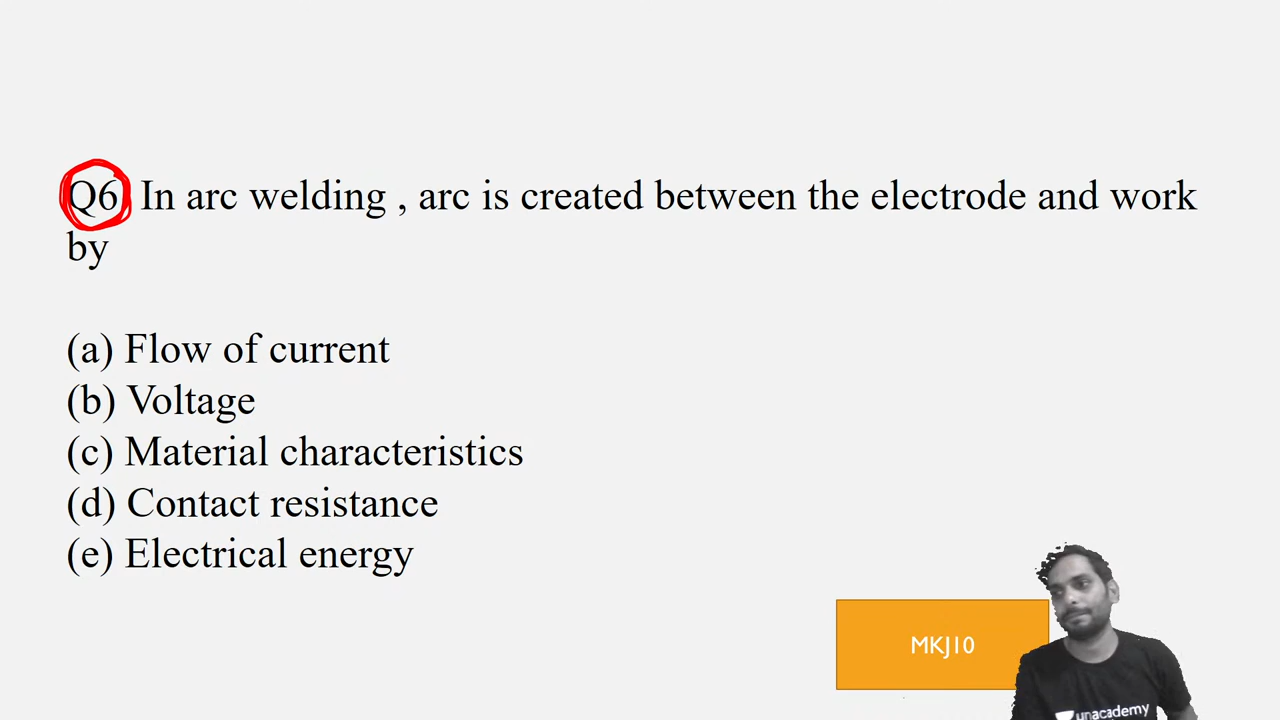 Q6 In arc welding , arc is created between the electrode and work
by
(a) Flow of current
(b) Voltage
(c) Material characteristics
(d) Contact resistance
(e) Electrical energy
MKJ10
unacademy